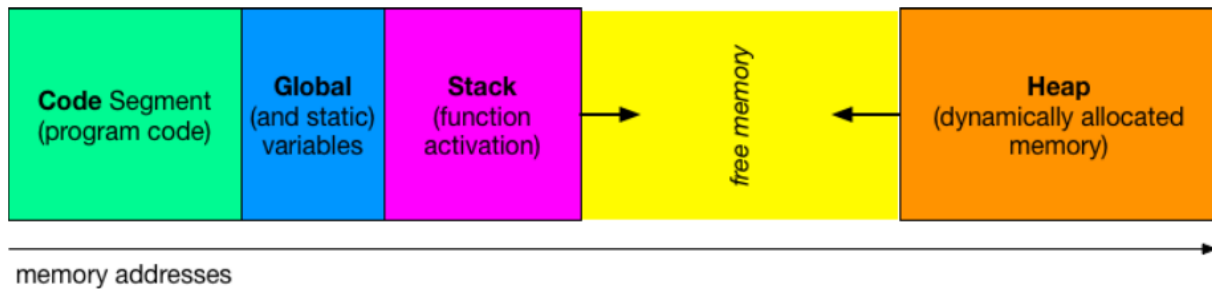 Code Segment
(program code)
Global
(and static)
variables
Stack
(function
activation)
free memory
Heap
(dynamically allocated
memory)
memory addresses